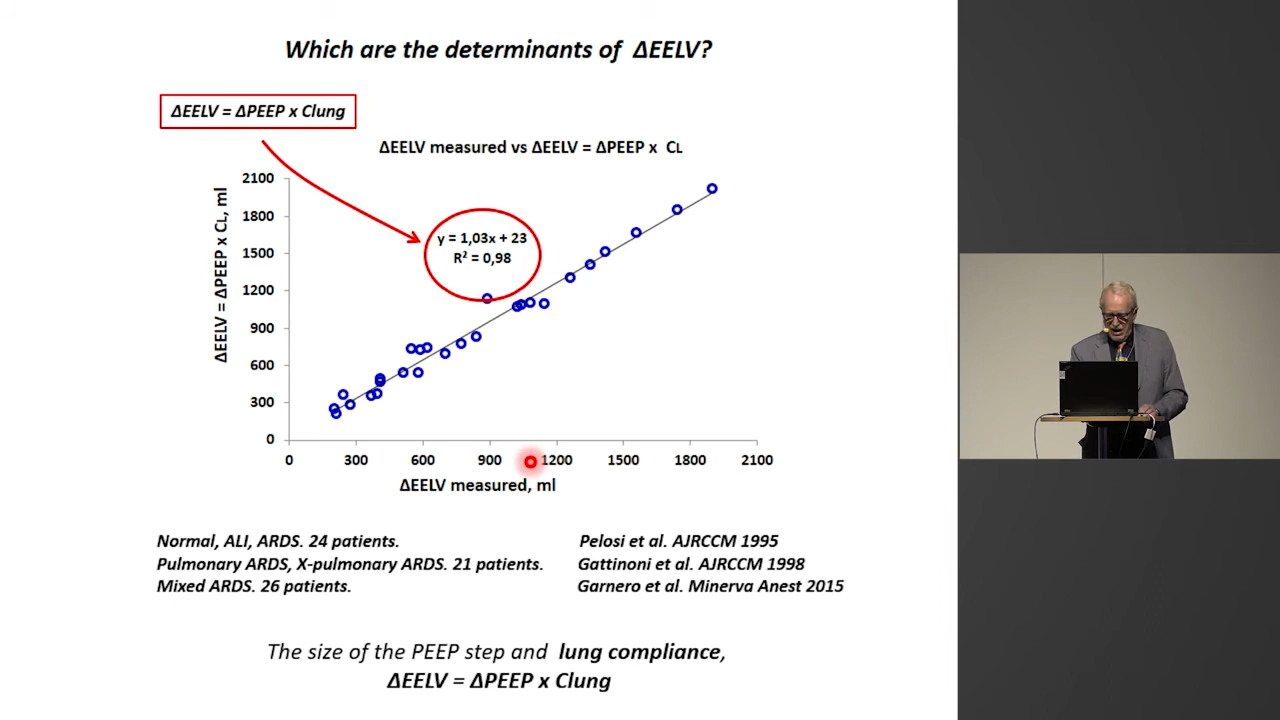 Which are the determinants of ΔEELV?
ΔEELV = ΔPEEP x Clung
ΔEELV measured vs ΔEELV = ΔPEEP x CL
ΔEELV = ΔPEEP x CL, ml
2100
1800
1500
1200
900
600
300
0
y = 1,03x + 23
R² = 0,98
0 300 600 900 1200 1500 1800 2100
ΔEELV measured, ml
Normal, ALI, ARDS. 24 patients. Pelosi et al. AJRCCM 1995
Pulmonary ARDS, X-pulmonary ARDS. 21 patients. Gattinoni et al. AJRCCM 1998
Mixed ARDS. 26 patients. Garnero et al. Minerva Anest 2015
The size of the PEEP step and lung compliance,
ΔEELV = ΔPEEP x Clung